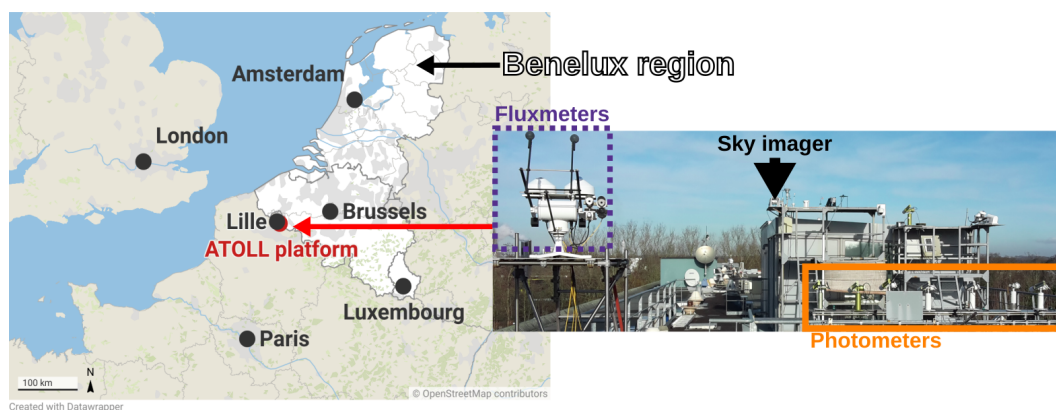 Amsterdam
Benelux region
London
Fluxmeters
Sky imager
Lille
Brussels
ATOLL platform
Luxembourg
Paris
Photometers
100 km
N
© OpenStreetMap contributors
Created with Datawrapper